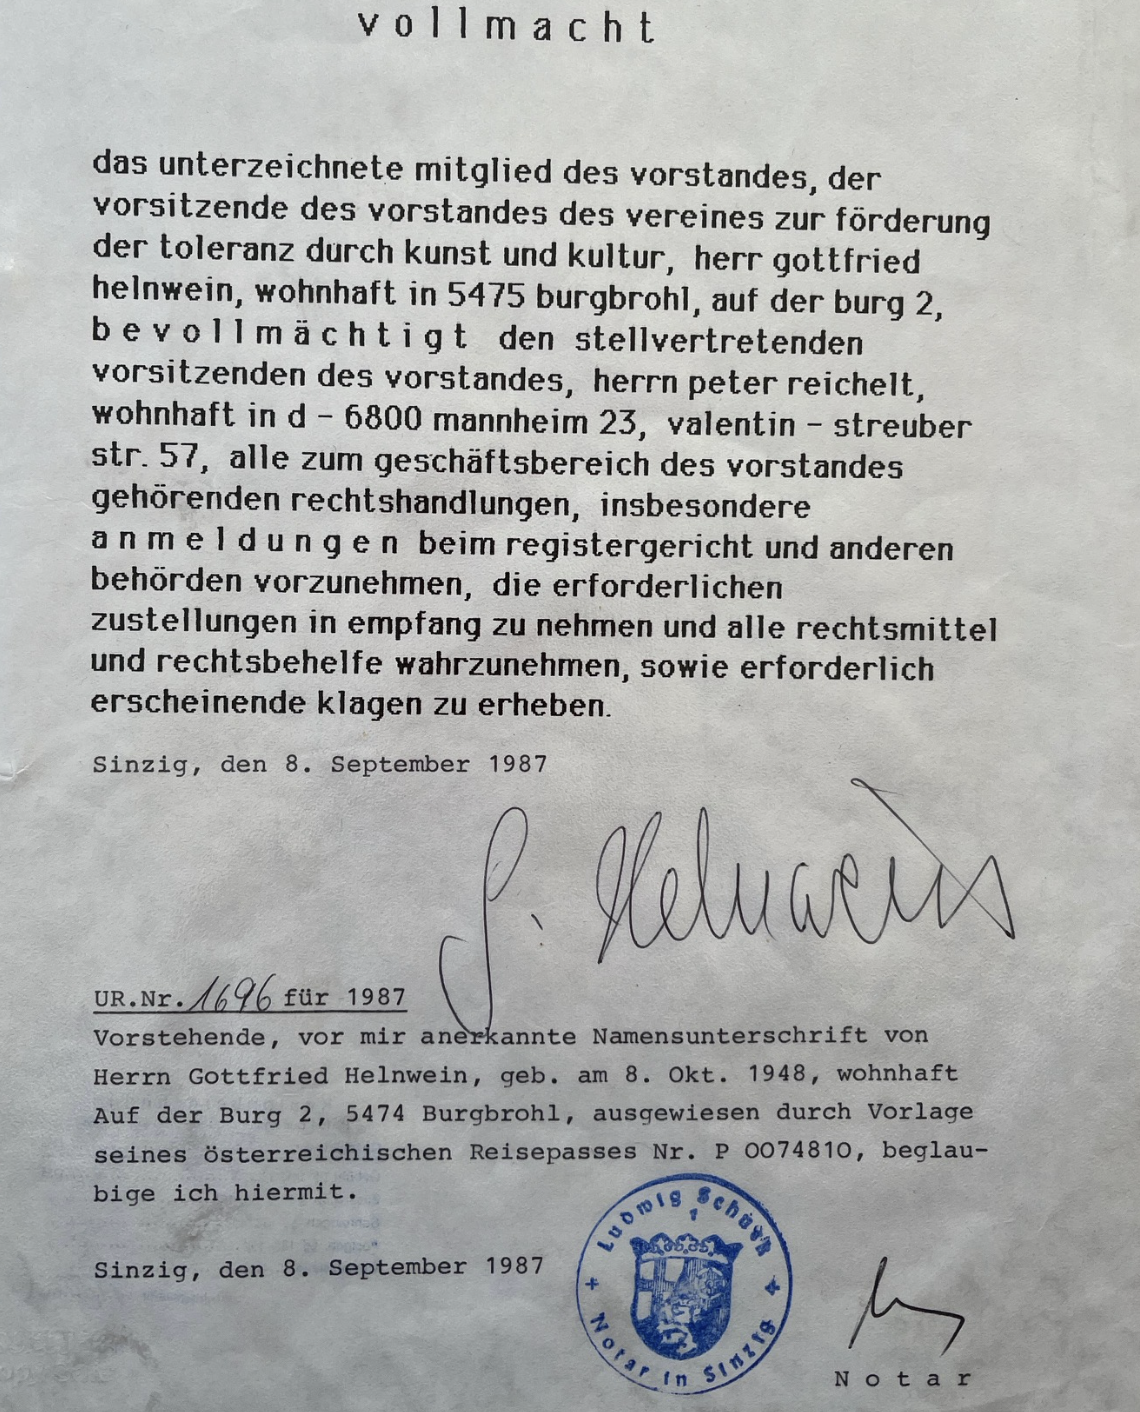 v o l l m a c h t
das unterzeichnete mitglied des vorstandes, der
vorsitzende des vorstandes des vereines zur förderung
der toleranz durch kunst und kultur, herr gottfried
helnwein, wohnhaft in 5475 burgbrohl, auf der burg 2,
b e v o l l m ä c h t i g t den stellvertretenden
vorsitzenden des vorstandes, herrn peter reichelt,
wohnhaft in d - 6800 mannheim 23, valentin - streuber
str. 57, alle zum geschäftsbereich des vorstandes
gehörenden rechtshandlungen, insbesondere
a n m e l d u n g e n beim registergericht und anderen
behörden vorzunehmen, die erforderlichen
zustellungen in empfang zu nehmen und alle rechtsmittel
und rechtsbehelfe wahrzunehmen, sowie erforderlich
erscheinende klagen zu erheben.
Sinzig, den 8. September 1987
G. Helnwein
UR.Nr. 1696 für 1987
Vorstehende, vor mir anerkannte Namensunterschrift von
Herrn Gottfried Helnwein, geb. am 8. Okt. 1948, wohnhaft
Auf der Burg 2, 5474 Burgbrohl, ausgewiesen durch Vorlage
seines österreichischen Reisepasses Nr. P 0074810, beglau-
bige ich hiermit.
Ludwig
1
Notar in Sinzig
Sinzig, den 8. September 1987
N o t a r